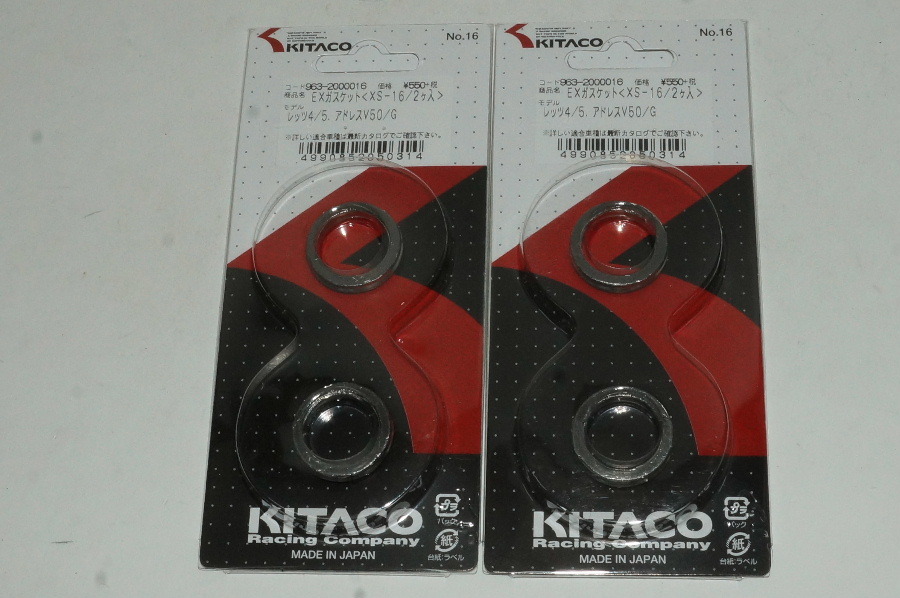 KITACO
No.16
コード 963-2000016 価格 ¥550+税
商品名 EXガスケット<XS-16/2ヶ入>
モデル
レッツ4/5. アドレスV50/G
※詳しい適合車種は最新カタログでご確認下さい。
4990852050314
KITACO
Racing Company
MADE IN JAPAN
プラ
パック
紙
台紙:ラベル
KITACO
No.16
コード 963-2000016 価格 ¥550+税
商品名 EXガスケット<XS-16/2ヶ入>
モデル
レッツ4/5. アドレスV50/G
※詳しい適合車種は最新カタログでご確認下さい。
4990852050314
KITACO
Racing Company
MADE IN JAPAN
プラ
パック
紙
台紙:ラベル